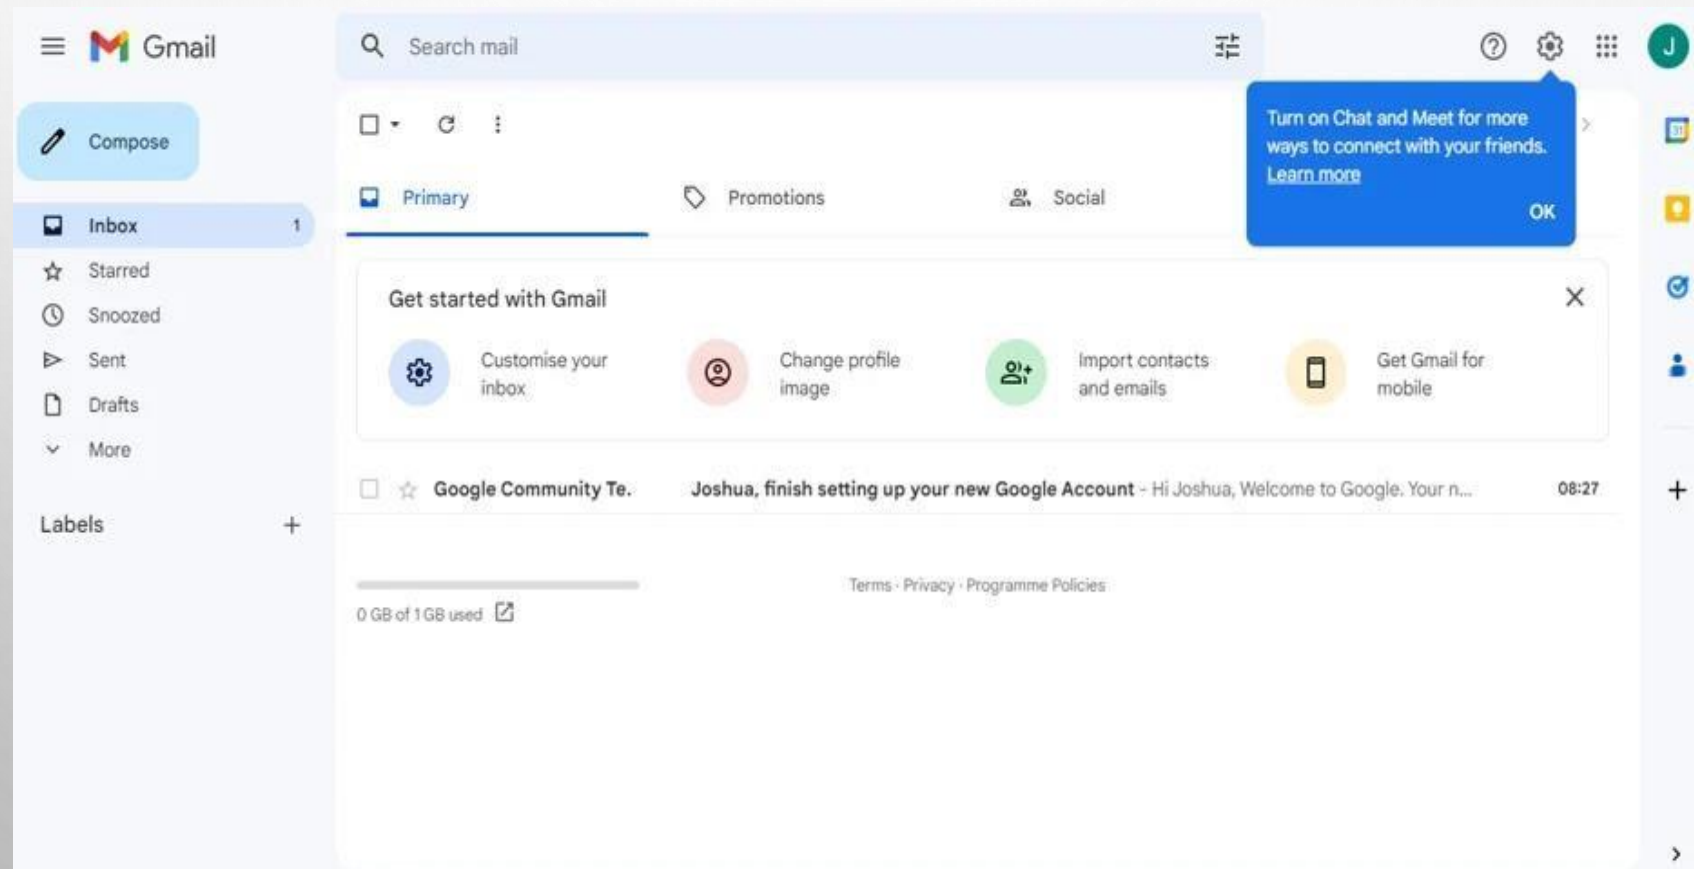 Gmail
Search mail
J
Compose
Turn on Chat and Meet for more
ways to connect with your friends.
Learn more
OK
31
Primary
Promotions
Social
Inbox 1
Starred
Snoozed
Sent
Drafts
More
Labels
Get started with Gmail
Customise your
inbox
Change profile
image
Import contacts
and emails
Get Gmail for
mobile
Google Community Te. Joshua, finish setting up your new Google Account - Hi Joshua, Welcome to Google. Your n... 08:27
Terms · Privacy · Programme Policies
0 GB of 1 GB used